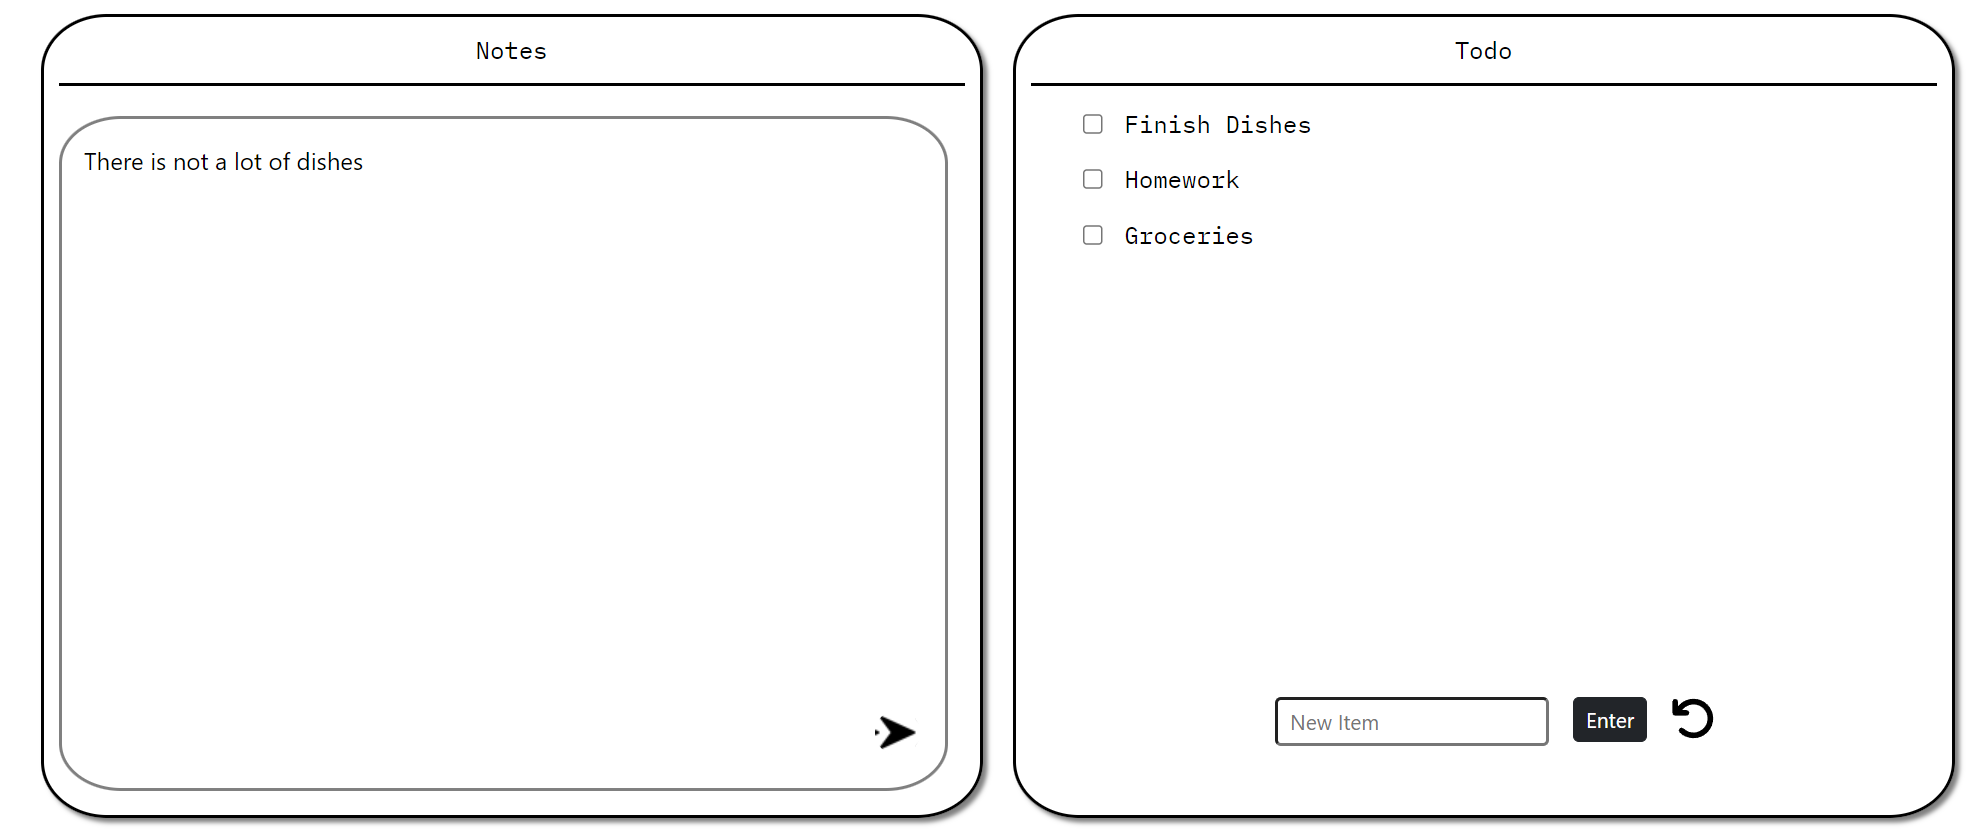 Notes
There is not a lot of dishes
Todo
Finish Dishes
Homework
Groceries
New Item
Enter